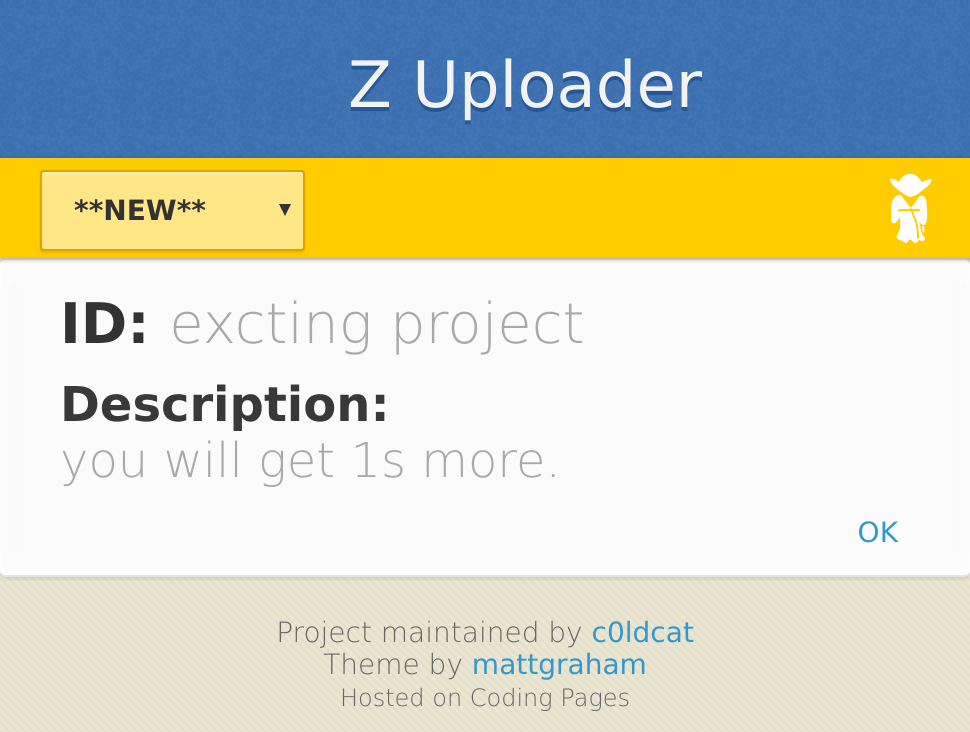 Z Uploader
**NEW** ▼
ID: excting project
Description:
you will get 1s more.
OK
Project maintained by c0ldcat
Theme by mattgraham
Hosted on Coding Pages